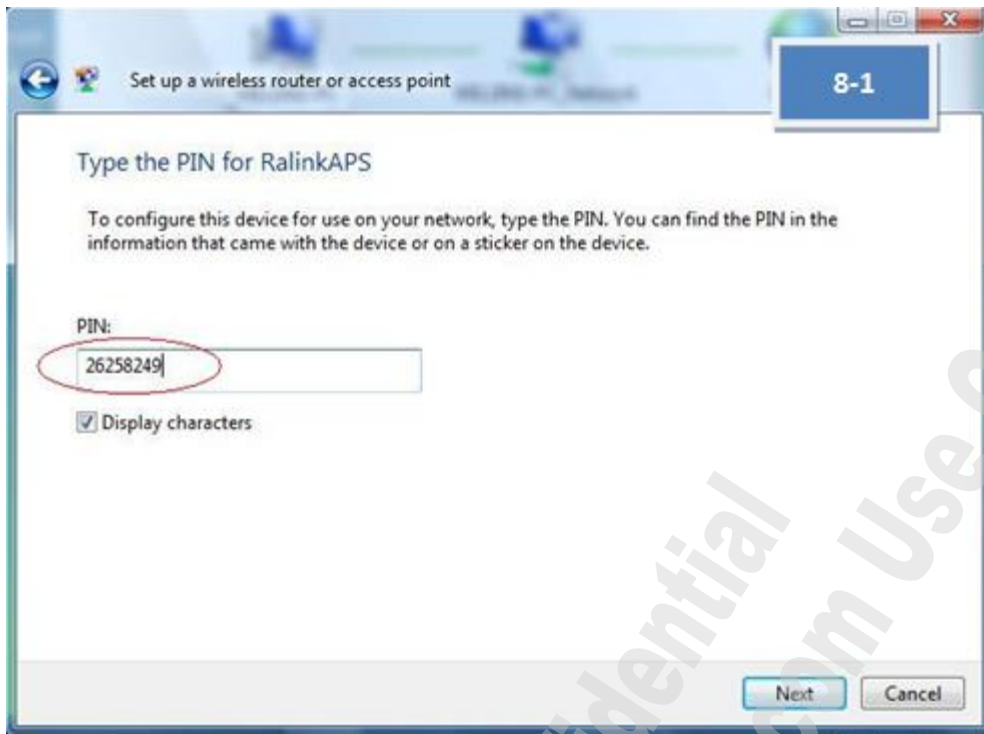 Set up a wireless router or access point
8-1
Type the PIN for RalinkAPS
To configure this device for use on your network, type the PIN. You can find the PIN in the
information that came with the device or on a sticker on the device.
PIN:
26258249
Display characters
Next
Cancel